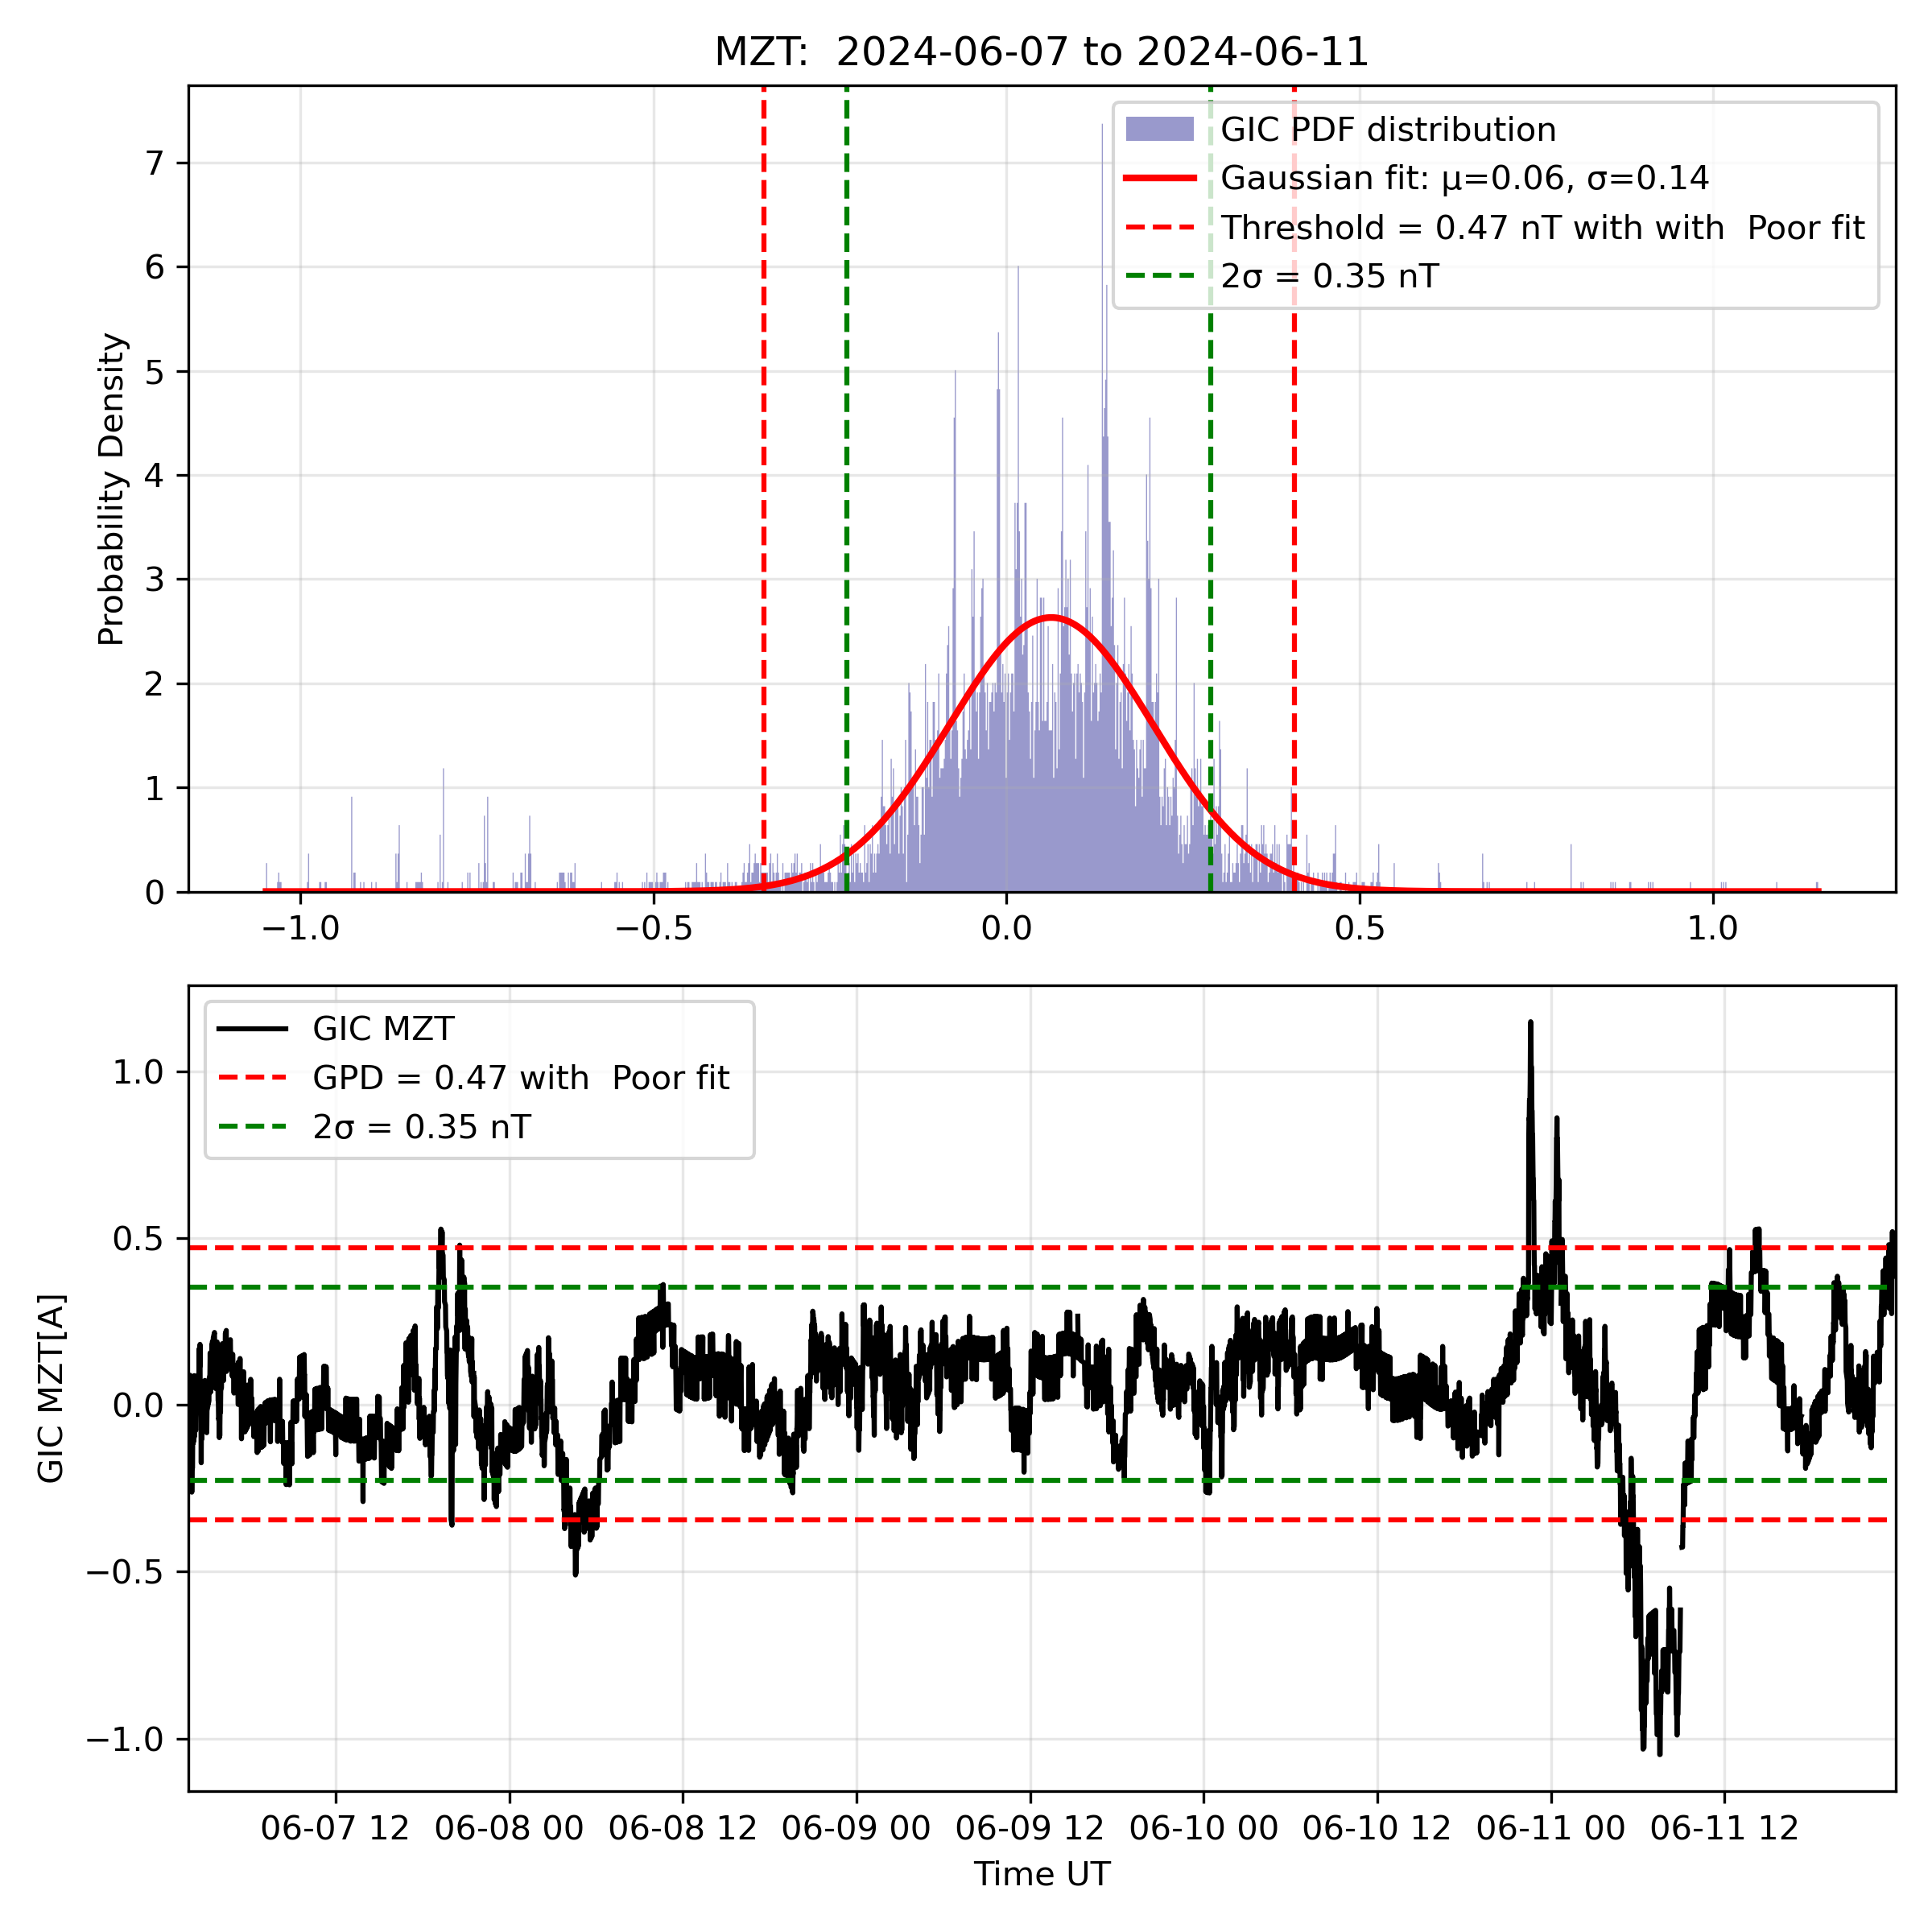 MZT:  2024-06-07 to 2024-06-11
GIC PDF distribution
Gaussian fit: μ=0.06, σ=0.14
Threshold = 0.47 nT with with  Poor fit
2σ = 0.35 nT
Probability Density
7
6
5
4
3
2
1
0
−1.0
−0.5
0.0
0.5
1.0
GIC MZT
GPD = 0.47 with  Poor fit
2σ = 0.35 nT
GIC MZT[A]
1.0
0.5
0.0
−0.5
−1.0
06-07 12
06-08 00
06-08 12
06-09 00
06-09 12
06-10 00
06-10 12
06-11 00
06-11 12
Time UT